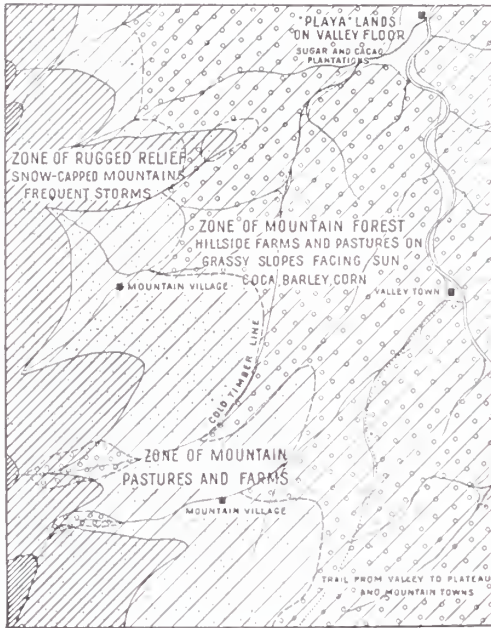 "PLAYA" LANDS
ON VALLEY FLOOR
SUGAR AND CACAO
PLANTATIONS
ZONE OF RUGGED RELIEF
SNOW-CAPPED MOUNTAINS
FREQUENT STORMS
ZONE OF MOUNTAIN FOREST
HILLSIDE FARMS AND PASTURES ON
GRASSY SLOPES FACING SUN
COCA, BARLEY, CORN
MOUNTAIN VILLAGE
VALLEY TOWN
COLD TIMBER LINE
ZONE OF MOUNTAIN
PASTURES AND FARMS
MOUNTAIN VILLAGE
TRAIL FROM VALLEY TO PLATEAU
AND MOUNTAIN TOWNS